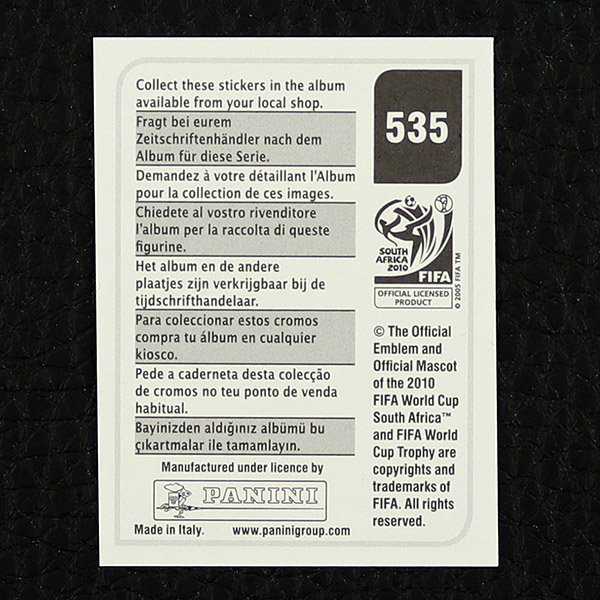 Collect these stickers in the album
available from your local shop.
Fragt bei eurem
Zeitschriftenhändler nach dem
Album für diese Serie.
Demandez à votre détaillant l'Album
pour la collection de ces images.
Chiedete al vostro rivenditore
l'album per la raccolta di queste
figurine.
Het album en de andere
plaatjes zijn verkrijgbaar bij de
tijdschrifthandelaar.
Para coleccionar estos cromos
compra tu álbum en cualquier
kiosco.
Pede a caderneta desta colecção
de cromos no teu ponto de venda
habitual.
Bayinizden aldığınız albümü bu
çıkartmalar ile tamamlayın.
Manufactured under licence by
PANINI
Made in Italy. www.paninigroup.com
535
SOUTH
AFRICA
2010
FIFA
© 2005 FIFA TM
OFFICIAL LICENSED
PRODUCT
© The Official
Emblem and
Official Mascot
of the 2010
FIFA World Cup
South Africa™
and FIFA World
Cup Trophy are
copyrights and
trademarks of
FIFA. All rights
reserved.